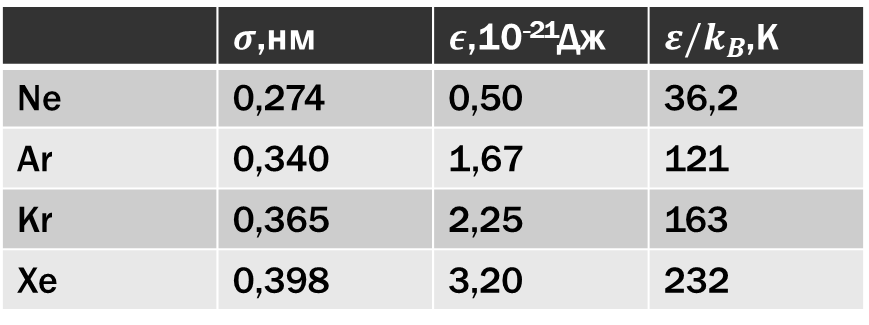 σ,нм ϵ,10⁻²¹Дж ε/k_B,К
Ne 0,274 0,50 36,2
Ar 0,340 1,67 121
Kr 0,365 2,25 163
Xe 0,398 3,20 232